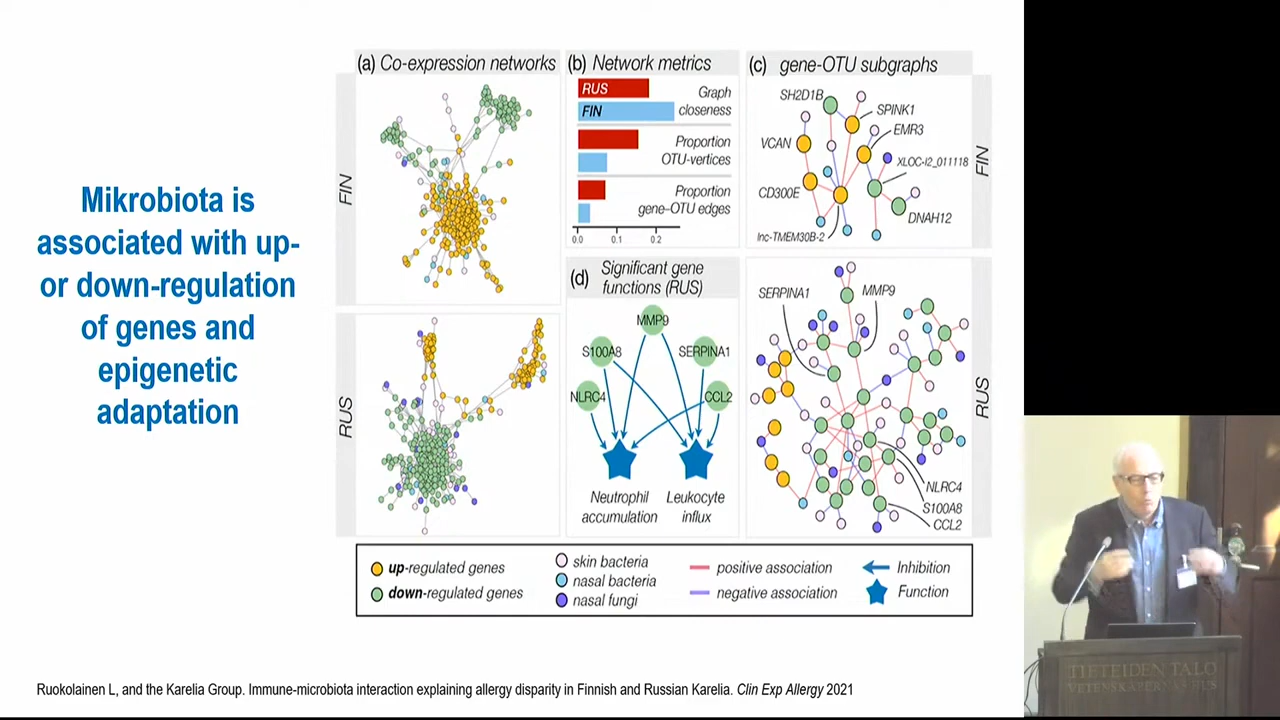 Mikrobiota is
associated with up-
or down-regulation
of genes and
epigenetic
adaptation
(a) Co-expression networks
FIN
RUS
(b) Network metrics
RUS
FIN
Graph
closeness
Proportion
OTU-vertices
Proportion
gene–OTU edges
0.0 0.1 0.2
(c) gene-OTU subgraphs
SH2D1B
SPINK1
EMR3
VCAN
XLOC-l2_011118
CD300E
DNAH12
lnc-TMEM30B-2
FIN
(d) Significant gene
functions (RUS)
MMP9
S100A8 SERPINA1
NLRC4 CCL2
Neutrophil
accumulation
Leukocyte
influx
SERPINA1
MMP9
NLRC4
S100A8
CCL2
RUS
up-regulated genes
down-regulated genes
skin bacteria
nasal bacteria
nasal fungi
positive association
negative association
Inhibition
Function
Ruokolainen L, and the Karelia Group. Immune-microbiota interaction explaining allergy disparity in Finnish and Russian Karelia. Clin Exp Allergy 2021
TIETEIDEN TALO
VETENSKAPERNAS HUS